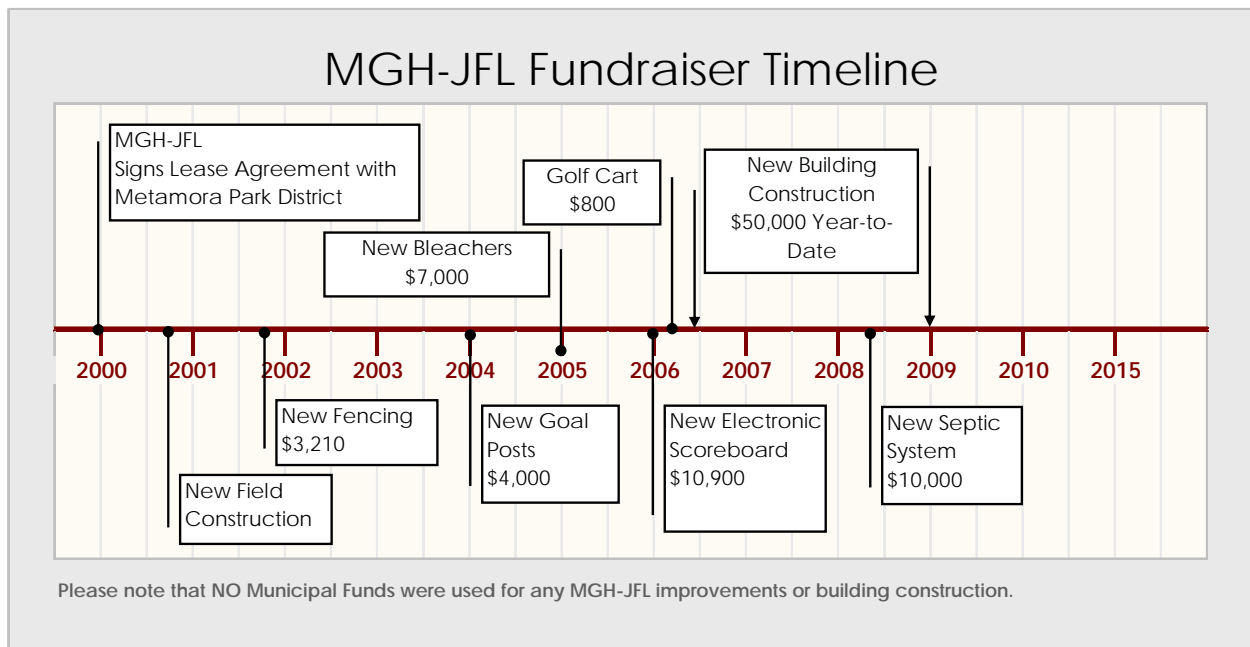 MGH-JFL Fundraiser Timeline
MGH-JFL
Signs Lease Agreement with
Metamora Park District
New Bleachers
$7,000
Golf Cart
$800
New Building
Construction
$50,000 Year-to-
Date
2000 2001 2002 2003 2004 2005 2006 2007 2008 2009 2010 2015
New Field
Construction
New Fencing
$3,210
New Goal
Posts
$4,000
New Electronic
Scoreboard
$10,900
New Septic
System
$10,000
Please note that NO Municipal Funds were used for any MGH-JFL improvements or building construction.